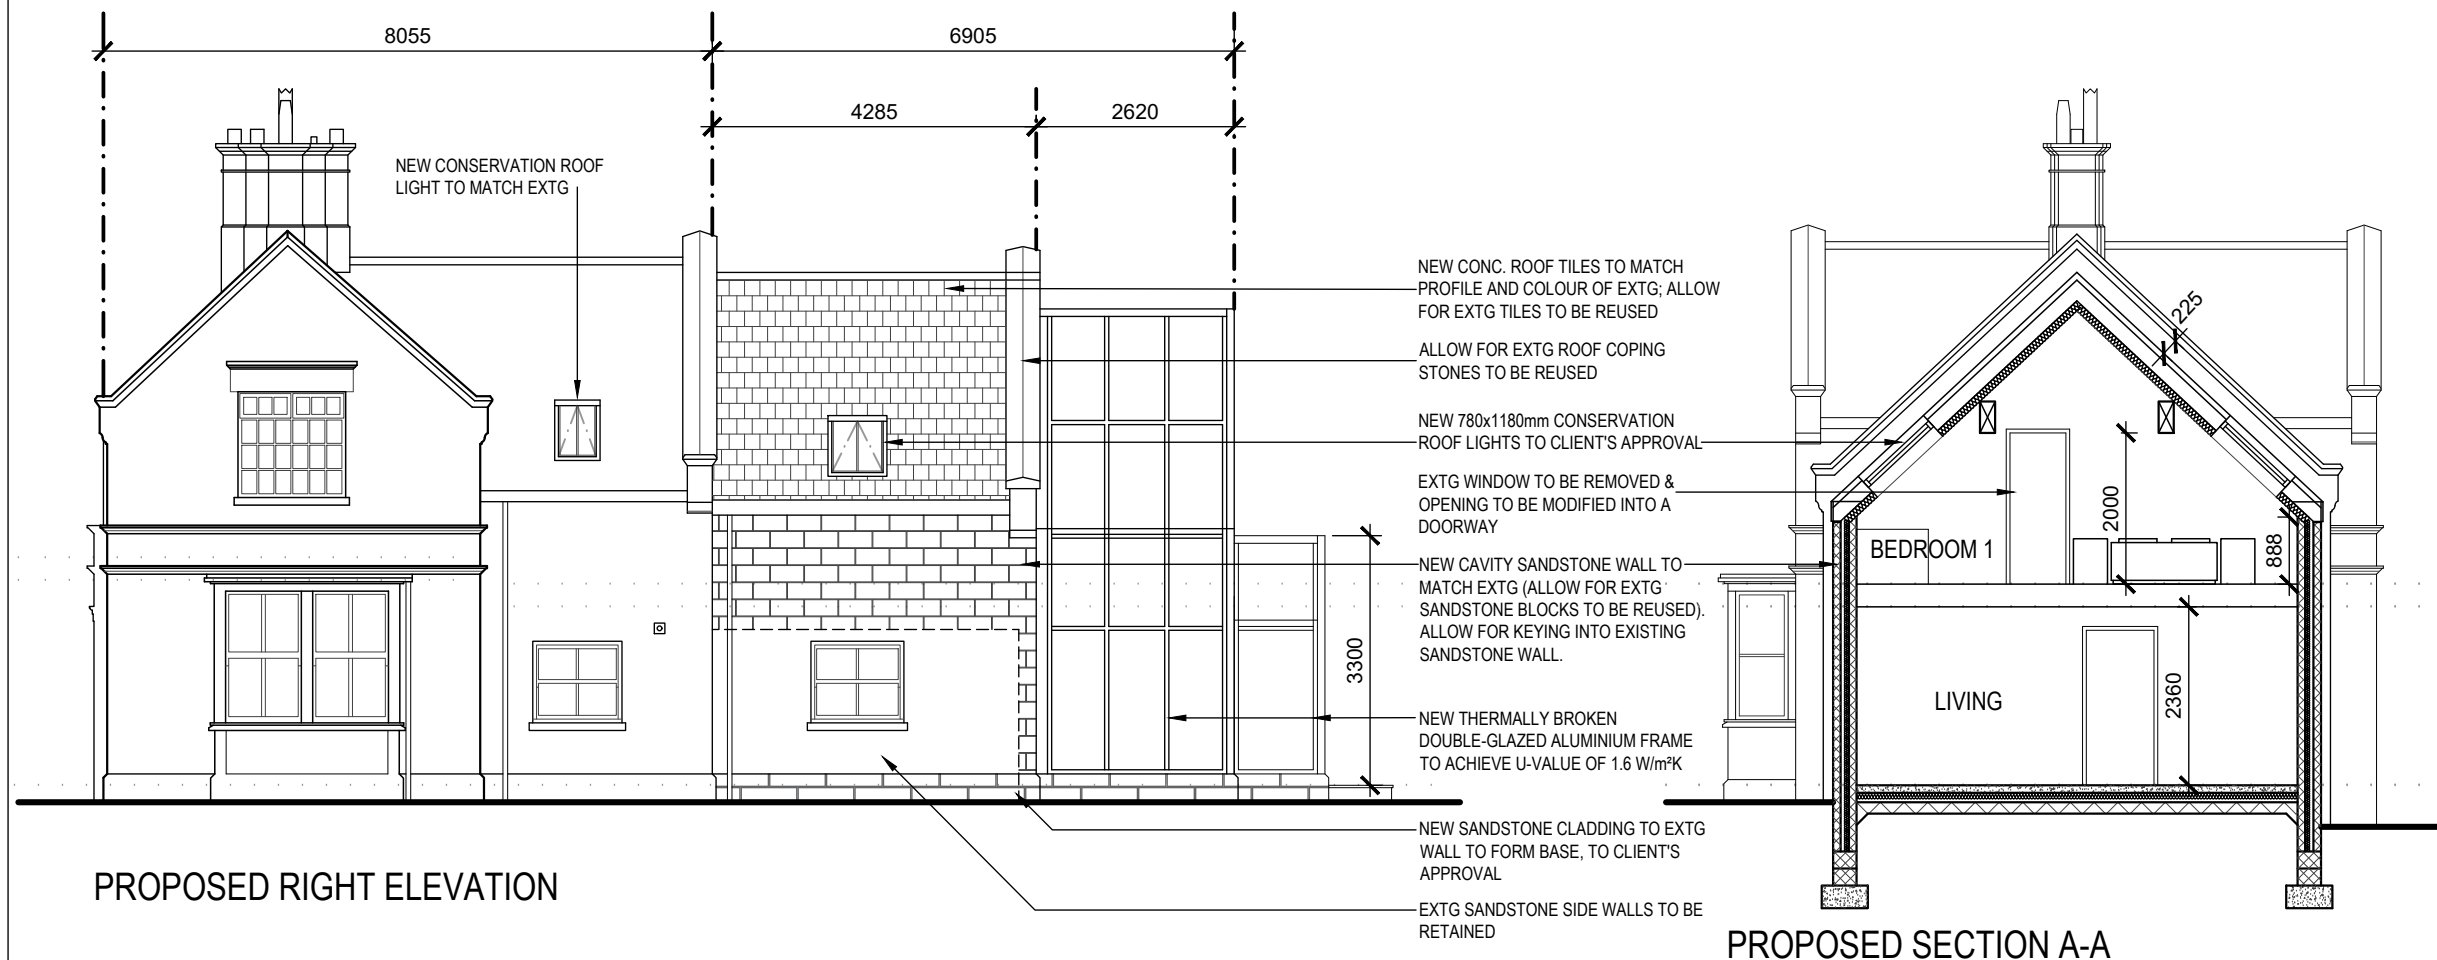 8055
6905
4285
2620
NEW CONSERVATION ROOF
LIGHT TO MATCH EXTG
NEW CONC. ROOF TILES TO MATCH
PROFILE AND COLOUR OF EXTG; ALLOW
FOR EXTG TILES TO BE REUSED
ALLOW FOR EXTG ROOF COPING
STONES TO BE REUSED
NEW 780x1180mm CONSERVATION
ROOF LIGHTS TO CLIENT'S APPROVAL
EXTG WINDOW TO BE REMOVED &
OPENING TO BE MODIFIED INTO A
DOORWAY
NEW CAVITY SANDSTONE WALL TO
MATCH EXTG (ALLOW FOR EXTG
SANDSTONE BLOCKS TO BE REUSED).
ALLOW FOR KEYING INTO EXISTING
SANDSTONE WALL.
NEW THERMALLY BROKEN
DOUBLE-GLAZED ALUMINIUM FRAME
TO ACHIEVE U-VALUE OF 1.6 W/m²K
NEW SANDSTONE CLADDING TO EXTG
WALL TO FORM BASE, TO CLIENT'S
APPROVAL
EXTG SANDSTONE SIDE WALLS TO BE
RETAINED
3300
PROPOSED RIGHT ELEVATION
225
2000
888
BEDROOM 1
LIVING
2360
PROPOSED SECTION A-A